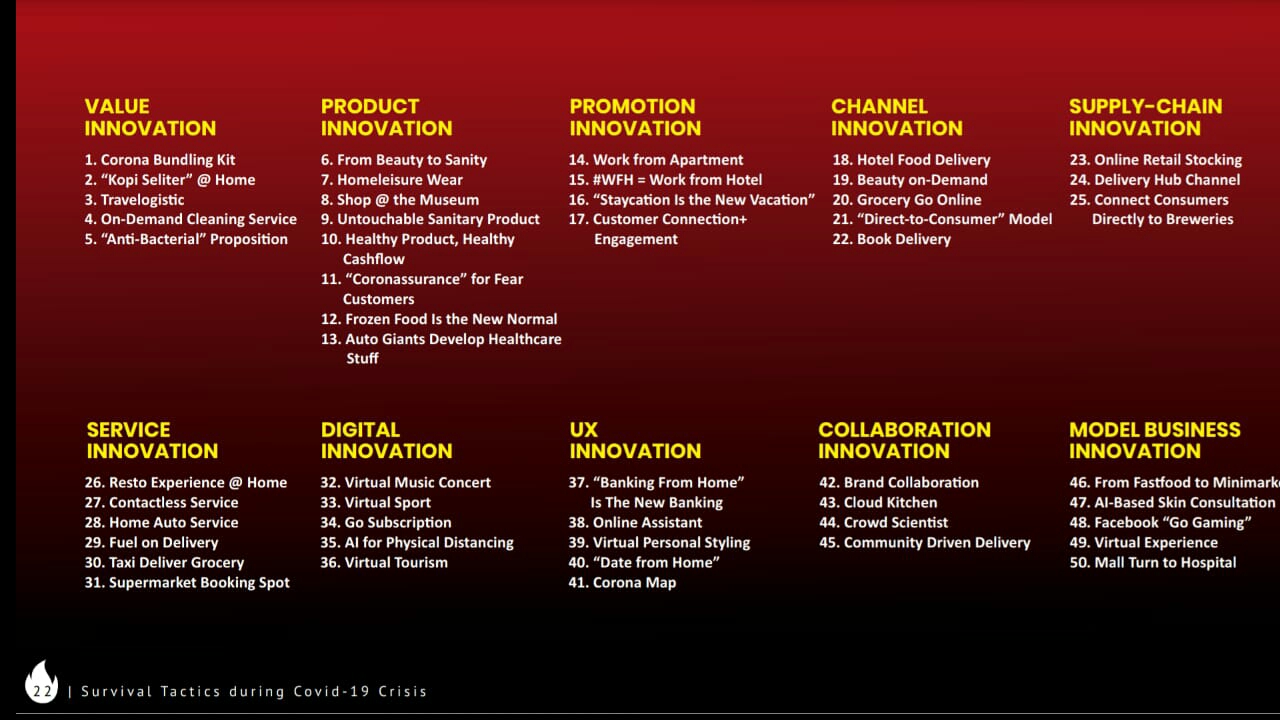 VALUE
INNOVATION
1. Corona Bundling Kit
2. “Kopi Seliter” @ Home
3. Travelogistic
4. On-Demand Cleaning Service
5. “Anti-Bacterial” Proposition
PRODUCT
INNOVATION
6. From Beauty to Sanity
7. Homeleisure Wear
8. Shop @ the Museum
9. Untouchable Sanitary Product
10. Healthy Product, Healthy
Cashflow
11. “Coronassurance” for Fear
Customers
12. Frozen Food Is the New Normal
13. Auto Giants Develop Healthcare
Stuff
PROMOTION
INNOVATION
14. Work from Apartment
15. #WFH = Work from Hotel
16. “Staycation Is the New Vacation”
17. Customer Connection+
Engagement
CHANNEL
INNOVATION
18. Hotel Food Delivery
19. Beauty on-Demand
20. Grocery Go Online
21. “Direct-to-Consumer” Model
22. Book Delivery
SUPPLY-CHAIN
INNOVATION
23. Online Retail Stocking
24. Delivery Hub Channel
25. Connect Consumers
Directly to Breweries
SERVICE
INNOVATION
26. Resto Experience @ Home
27. Contactless Service
28. Home Auto Service
29. Fuel on Delivery
30. Taxi Deliver Grocery
31. Supermarket Booking Spot
DIGITAL
INNOVATION
32. Virtual Music Concert
33. Virtual Sport
34. Go Subscription
35. AI for Physical Distancing
36. Virtual Tourism
UX
INNOVATION
37. “Banking From Home”
Is The New Banking
38. Online Assistant
39. Virtual Personal Styling
40. “Date from Home”
41. Corona Map
COLLABORATION
INNOVATION
42. Brand Collaboration
43. Cloud Kitchen
44. Crowd Scientist
45. Community Driven Delivery
MODEL BUSINESS
INNOVATION
46. From Fastfood to
47. AI-Based Skin Consultation
48. Facebook “Go Gaming”
49. Virtual Experience
50. Mall Turn to Hospital
22 | Survival Tactics during Covid-19 Crisis